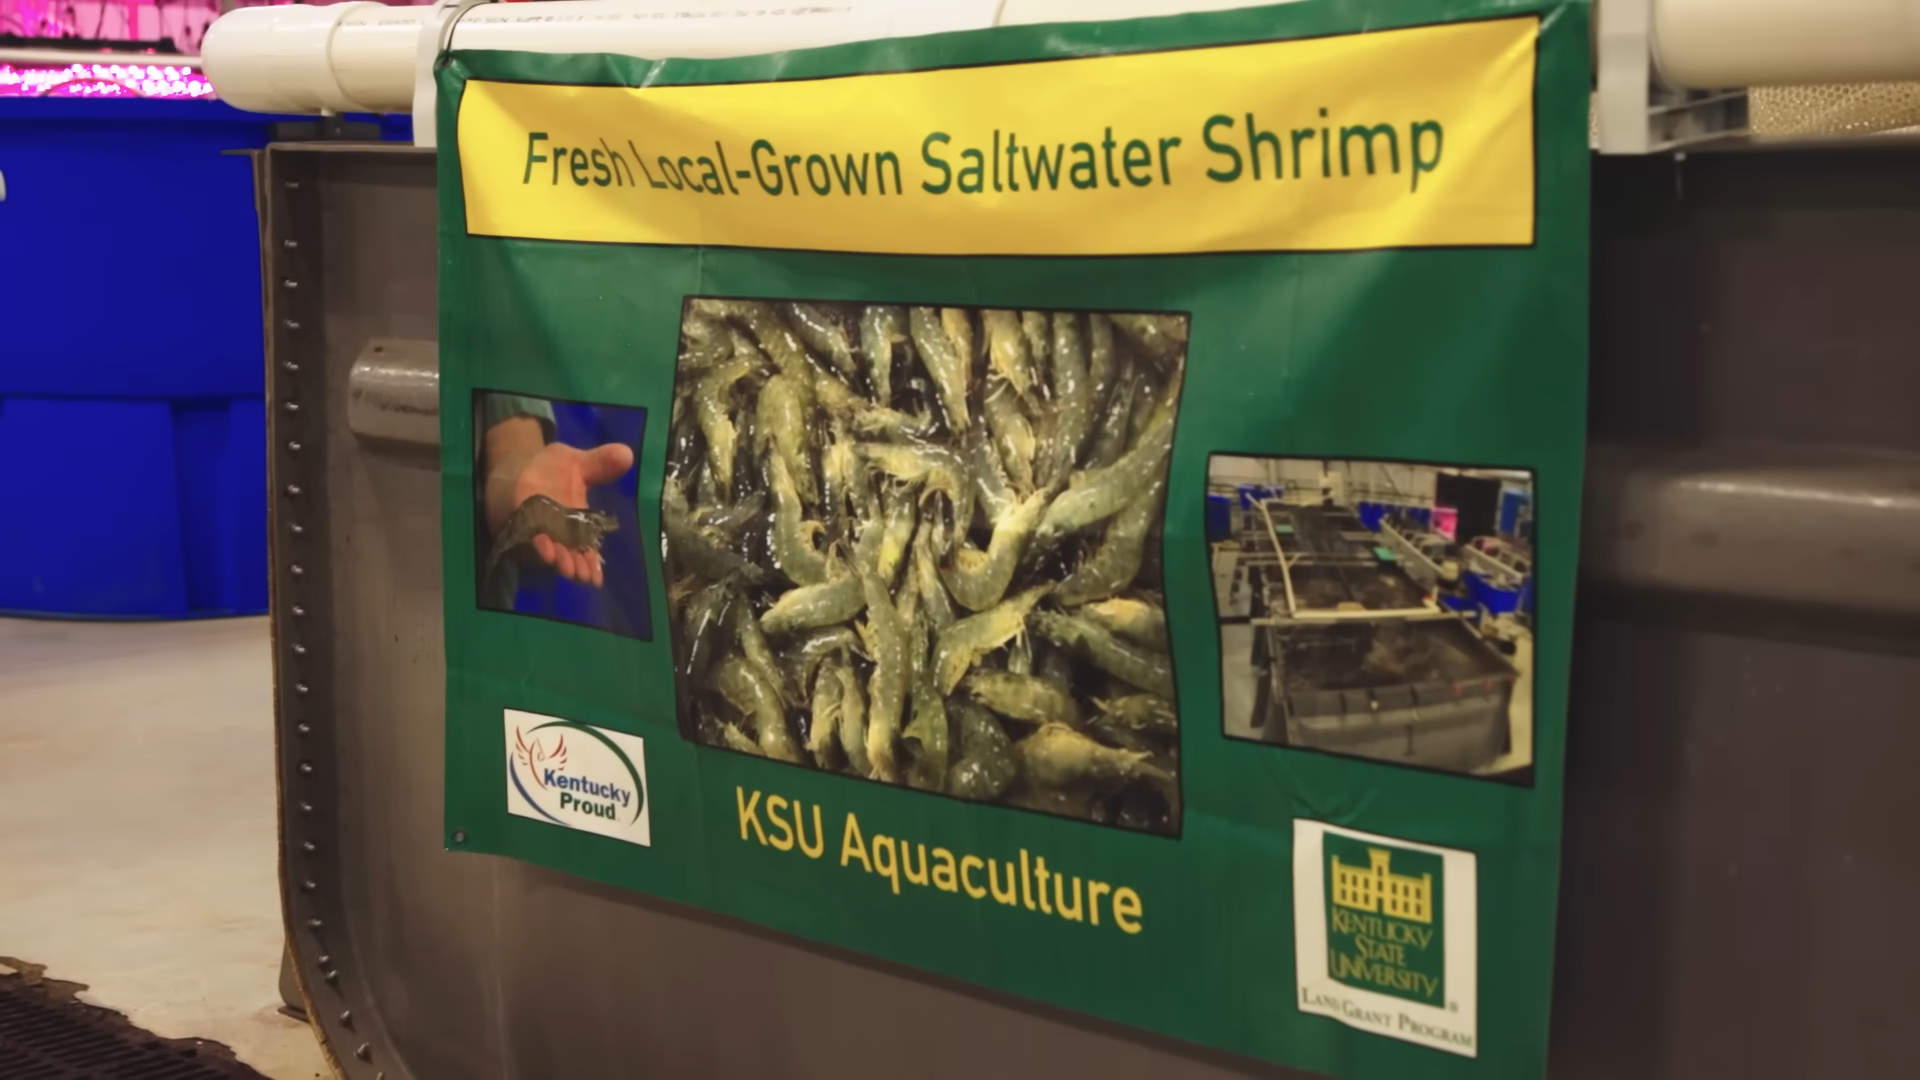 Fresh Local-Grown Saltwater Shrimp
Kentucky
Proud
KSU Aquaculture
KENTUCKY
STATE
UNIVERSITY
LAND GRANT PROGRAM